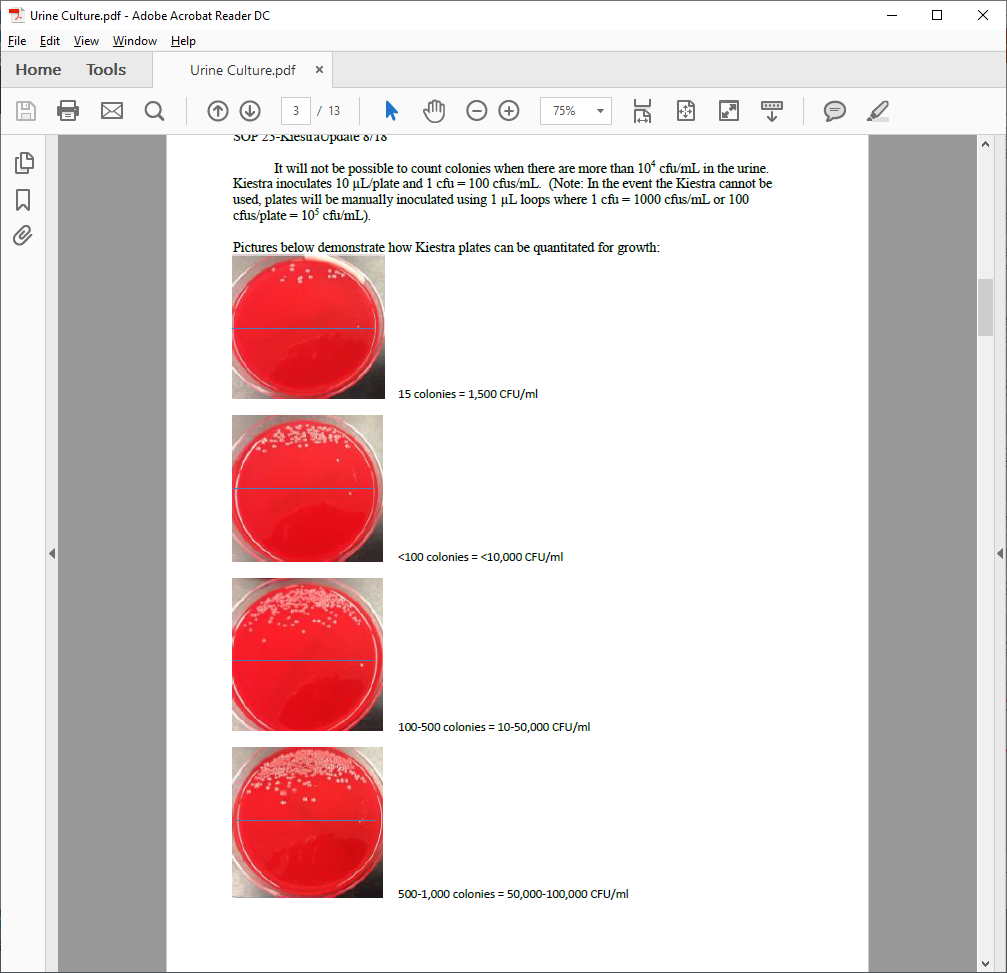 Urine Culture.pdf - Adobe Acrobat Reader DC
File Edit View Window Help
Home Tools Urine Culture.pdf ×
3 / 13 75%
SOP 23-KiestraUpdate 8/18
It will not be possible to count colonies when there are more than 10⁴ cfu/mL in the urine.
Kiestra inoculates 10 µL/plate and 1 cfu = 100 cfus/mL. (Note: In the event the Kiestra cannot be
used, plates will be manually inoculated using 1 µL loops where 1 cfu = 1000 cfus/mL or 100
cfus/plate = 10⁵ cfu/mL).
Pictures below demonstrate how Kiestra plates can be quantitated for growth:
15 colonies = 1,500 CFU/ml
<100 colonies = <10,000 CFU/ml
100-500 colonies = 10-50,000 CFU/ml
500-1,000 colonies = 50,000-100,000 CFU/ml